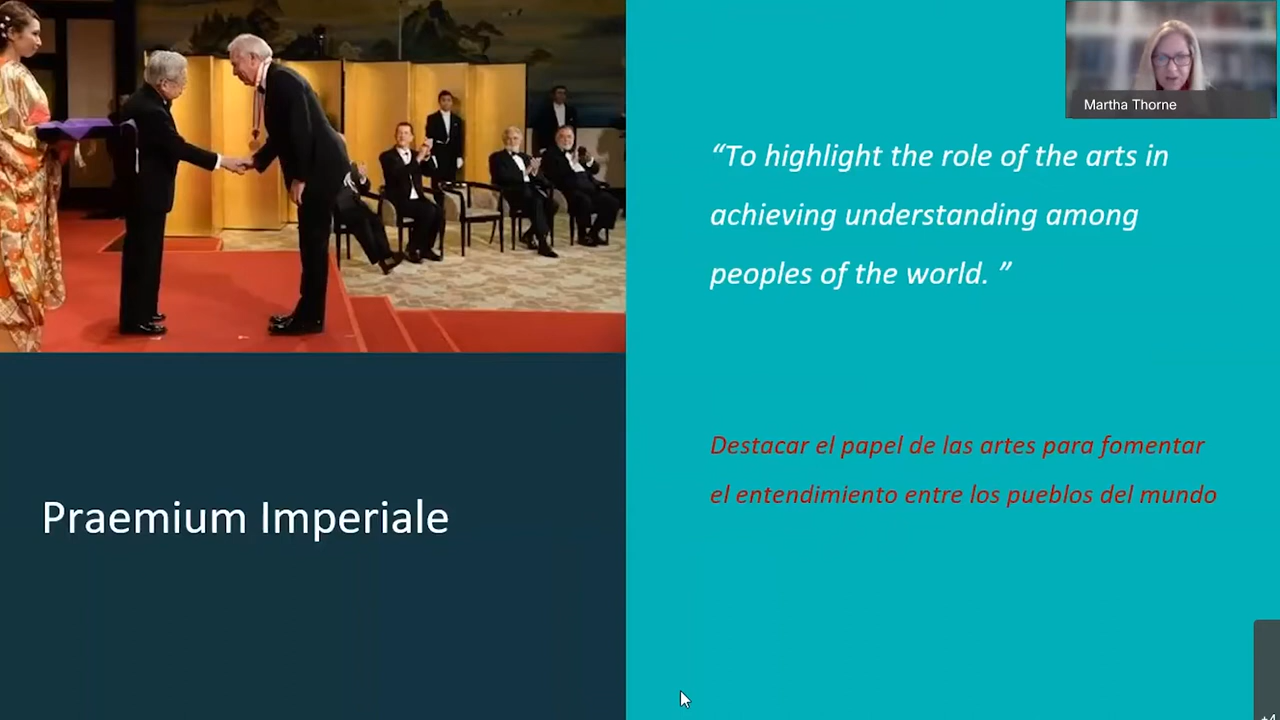 Martha Thorne
“To highlight the role of the arts in
achieving understanding among
peoples of the world. ”
Destacar el papel de las artes para fomentar
el entendimiento entre los pueblos del mundo
Praemium Imperiale